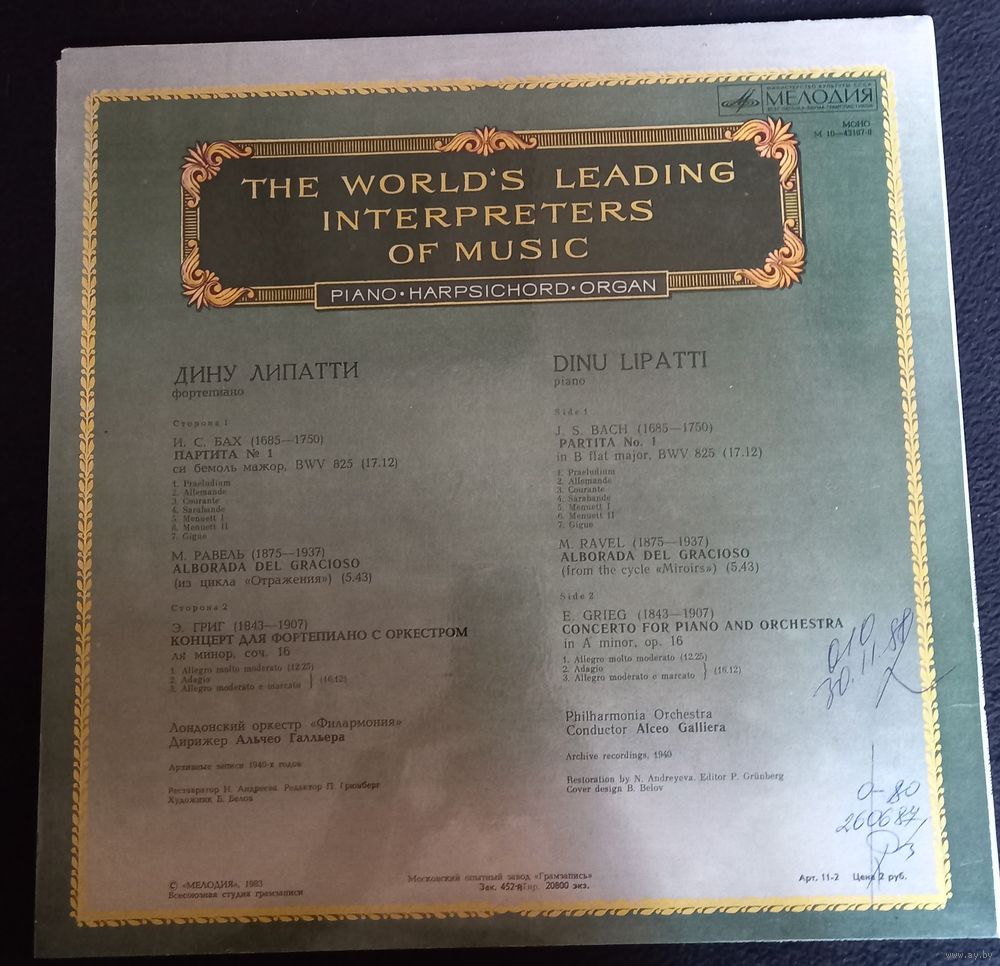 МИНИСТЕРСТВО КУЛЬТУРЫ СССР
МЕЛОДИЯ
МОНО
М 10—43107-8
THE WORLD'S LEADING
INTERPRETERS
OF MUSIC
PIANO·HARPSICHORD·ORGAN
ДИНУ ЛИПАТТИ
фортепиано
Сторона 1
И. С. БАХ (1685—1750)
ПАРТИТА № 1
си бемоль мажор, BWV 825 (17.12)
1. Praeludium
2. Allemande
3. Courante
4. Sarabande
5. Menuett I
6. Menuett II
7. Gigue
М. РАВЕЛЬ (1875—1937)
ALBORADA DEL GRACIOSO
(из цикла «Отражения») (5.43)
Сторона 2
Э. ГРИГ (1843—1907)
КОНЦЕРТ ДЛЯ ФОРТЕПИАНО С ОРКЕСТРОМ
ля минор, соч. 16
1. Allegro molto moderato (12.25)
2. Adagio
3. Allegro moderato e marcato } (16.12)
Лондонский оркестр «Филармония»
Дирижер Альчео Галльера
Архивные записи 1940-х годов
Реставратор Н. Андреева. Редактор П. Грюнберг
Художник Б. Белов
DINU LIPATTI
piano
Side 1
J. S. BACH (1685—1750)
PARTITA No. 1
in B flat major, BWV 825 (17.12)
1. Praeludium
2. Allemande
3. Courante
4. Sarabande
5. Menuett I
6. Menuett II
7. Gigue
M. RAVEL (1875—1937)
ALBORADA DEL GRACIOSO
(from the cycle «Miroirs») (5.43)
Side 2
E. GRIEG (1843—1907)
CONCERTO FOR PIANO AND ORCHESTRA
in A minor, op. 16
1. Allegro molto moderato (12.25)
2. Adagio
3. Allegro moderato e marcato } (16.12)
Philharmonia Orchestra
Conductor Alceo Galliera
Archive recordings, 1940
Restoration by N. Andreyeva. Editor P. Grünberg
Cover design B. Belov
010
30.11.88
0-80
260687,
© «МЕЛОДИЯ», 1983
Всесоюзная студия грамзаписи
Московский опытный завод «Грамзапись»
Зак. 452-Я Тир. 20800 экз.
Арт. 11-2 Цена 2 руб.
www.ay.by